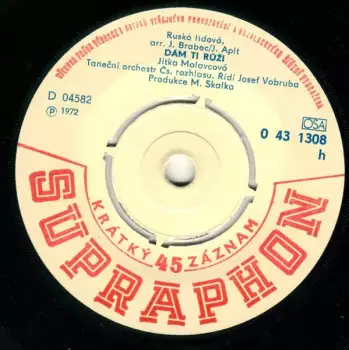 Ruská lidová,
arr. J. Brabec/J. Aplt
DÁM TI RŮŽI
Jitka Molavcová
Taneční orchestr Čs. rozhlasu. Řídí Josef Vobruba
Produkce M. Skalka
D 04582
Ⓟ 1972
OSA
0 43 1308
h
KRÁTKÝ 45 ZÁZNAM
SUPRAPHON